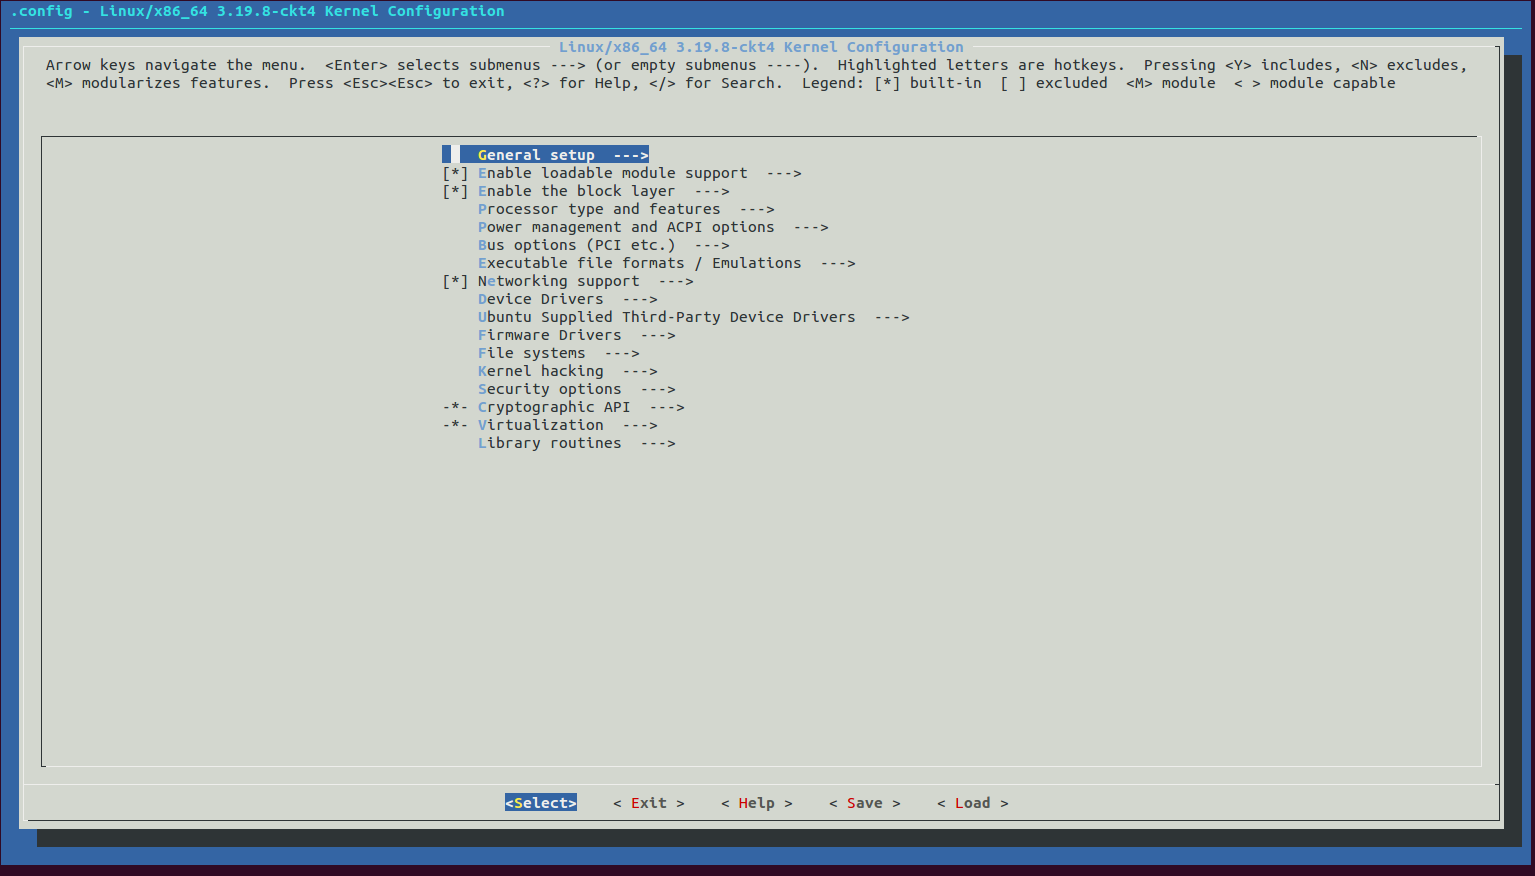 .config - Linux/x86_64 3.19.8-ckt4 Kernel Configuration
Linux/x86_64 3.19.8-ckt4 Kernel Configuration
Arrow keys navigate the menu.  <Enter> selects submenus ---> (or empty submenus ----).  Highlighted letters are hotkeys.  Pressing <Y> includes, <N> excludes,
<M> modularizes features.  Press <Esc><Esc> to exit, <?> for Help, </> for Search.  Legend: [*] built-in  [ ] excluded  <M> module  < > module capable
General setup  --->
[*] Enable loadable module support  --->
[*] Enable the block layer  --->
Processor type and features  --->
Power management and ACPI options  --->
Bus options (PCI etc.)  --->
Executable file formats / Emulations  --->
[*] Networking support  --->
Device Drivers  --->
Ubuntu Supplied Third-Party Device Drivers  --->
Firmware Drivers  --->
File systems  --->
Kernel hacking  --->
Security options  --->
-*- Cryptographic API  --->
-*- Virtualization  --->
Library routines  --->
<Select>    < Exit >    < Help >    < Save >    < Load >